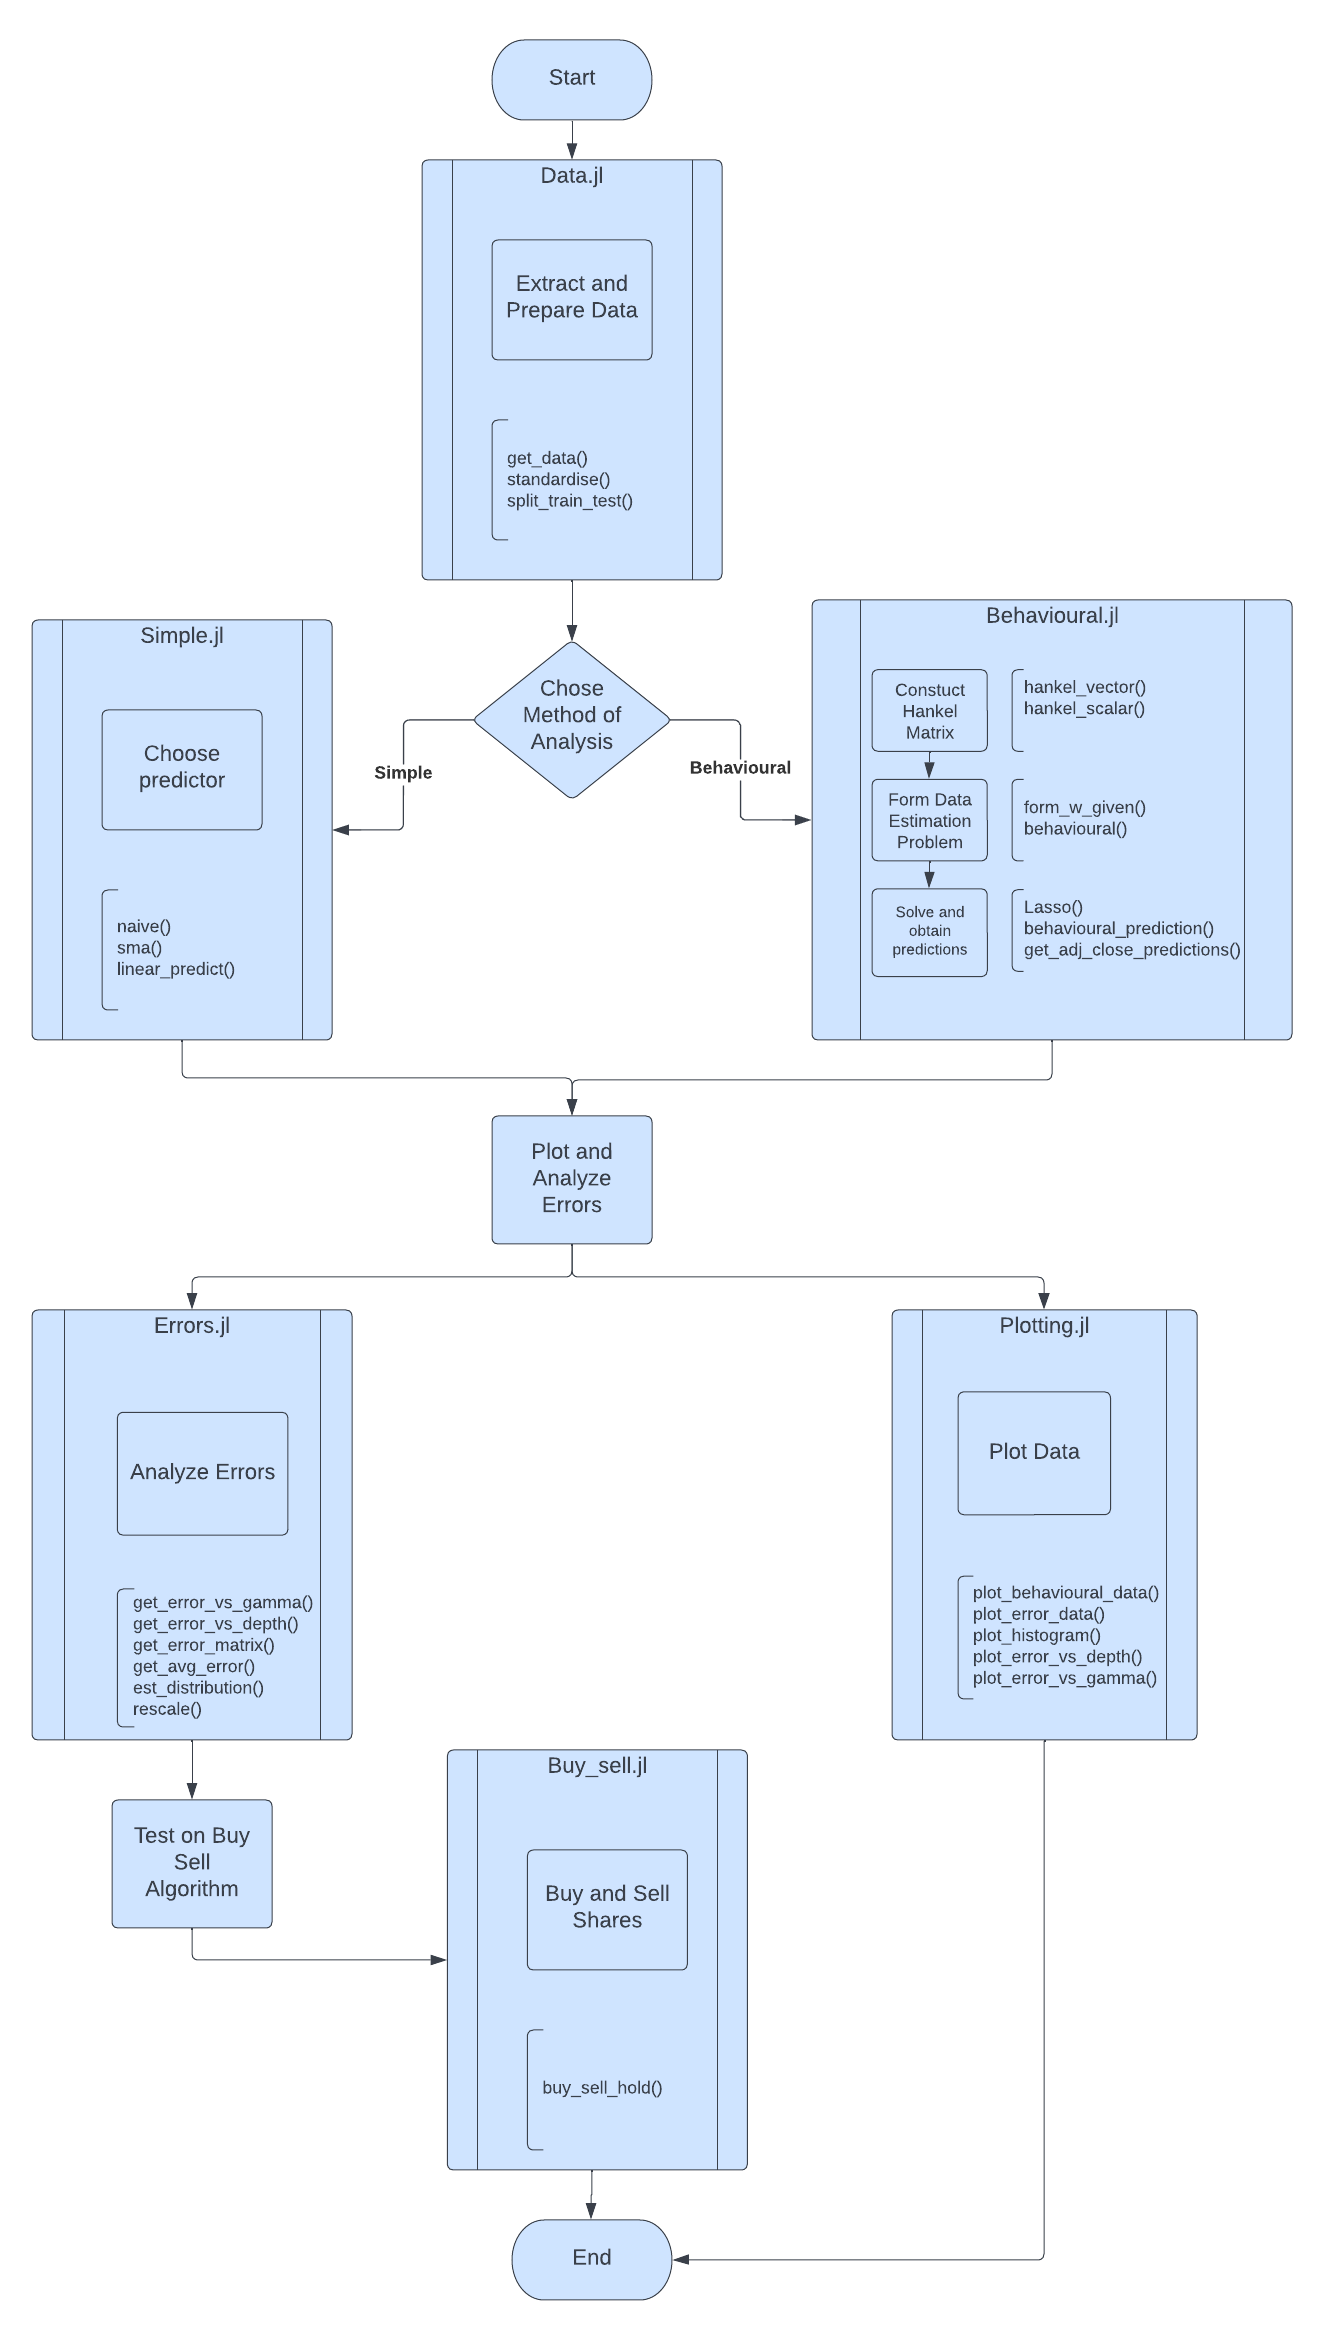 Start
Data.jl
Extract and
Prepare Data
get_data()
standardise()
split_train_test()
Chose
Method of
Analysis
Simple
Behavioural
Simple.jl
Choose
predictor
naive()
sma()
linear_predict()
Behavioural.jl
Constuct
Hankel
Matrix
hankel_vector()
hankel_scalar()
Form Data
Estimation
Problem
form_w_given()
behavioural()
Solve and
obtain
predictions
Lasso()
behavioural_prediction()
get_adj_close_predictions()
Plot and
Analyze
Errors
Errors.jl
Analyze Errors
get_error_vs_gamma()
get_error_vs_depth()
get_error_matrix()
get_avg_error()
est_distribution()
rescale()
Plotting.jl
Plot Data
plot_behavioural_data()
plot_error_data()
plot_histogram()
plot_error_vs_depth()
plot_error_vs_gamma()
Test on Buy
Sell
Algorithm
Buy_sell.jl
Buy and Sell
Shares
buy_sell_hold()
End